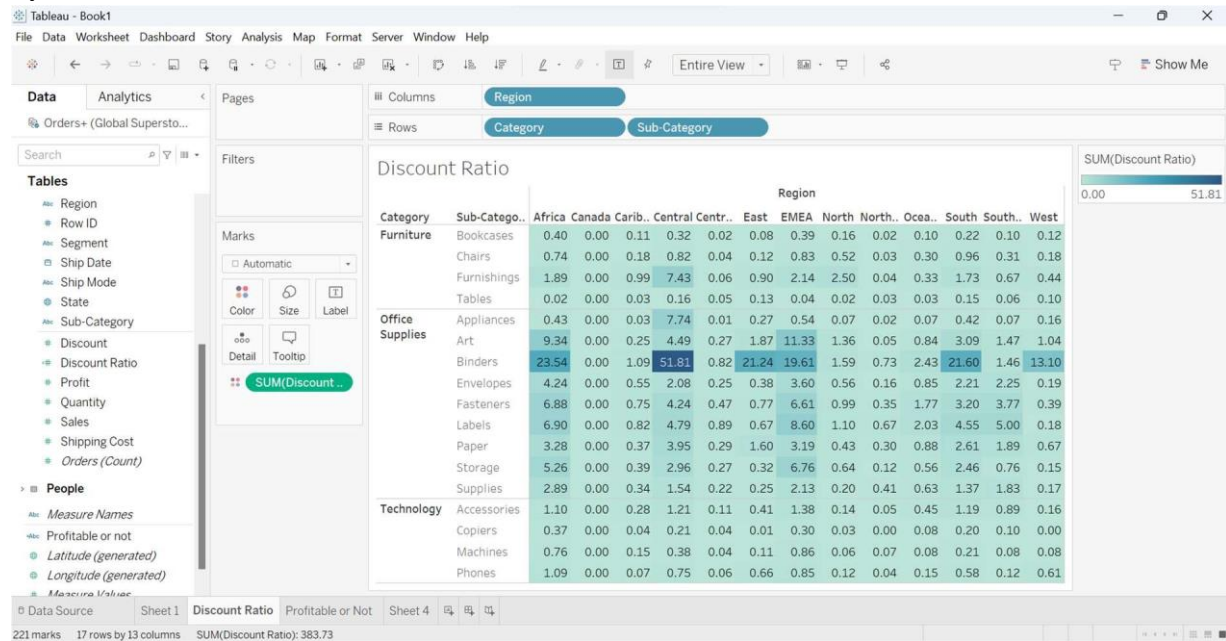 Tableau - Book1
File Data Worksheet Dashboard Story Analysis Map Format Server Window Help
Entire View
Show Me
Data Analytics
Orders+ (Global Supersto...
Search
Tables
Region
Row ID
Segment
Ship Date
Ship Mode
State
Sub-Category
Discount
Discount Ratio
Profit
Quantity
Sales
Shipping Cost
Orders (Count)
People
Measure Names
Profitable or not
Latitude (generated)
Longitude (generated)
Measure Values
Pages
Filters
Marks
Automatic
Color Size Label
Detail Tooltip
SUM(Discount ..
Columns Region
Rows Category Sub-Category
Discount Ratio
Region
Category Sub-Catego.. Africa Canada Carib.. Central Centr.. East EMEA North North.. Ocea.. South South.. West
Furniture Bookcases 0.40 0.00 0.11 0.32 0.02 0.08 0.39 0.16 0.02 0.10 0.22 0.10 0.12
Chairs 0.74 0.00 0.18 0.82 0.04 0.12 0.83 0.52 0.03 0.30 0.96 0.31 0.18
Furnishings 1.89 0.00 0.99 7.43 0.06 0.90 2.14 2.50 0.04 0.33 1.73 0.67 0.44
Tables 0.02 0.00 0.03 0.16 0.05 0.13 0.04 0.02 0.03 0.03 0.15 0.06 0.10
Office Supplies Appliances 0.43 0.00 0.03 7.74 0.01 0.27 0.54 0.07 0.02 0.07 0.42 0.07 0.16
Art 9.34 0.00 0.25 4.49 0.27 1.87 11.33 1.36 0.05 0.84 3.09 1.47 1.04
Binders 23.54 0.00 1.09 51.81 0.82 21.24 19.61 1.59 0.73 2.43 21.60 1.46 13.10
Envelopes 4.24 0.00 0.55 2.08 0.25 0.38 3.60 0.56 0.16 0.85 2.21 2.25 0.19
Fasteners 6.88 0.00 0.75 4.24 0.47 0.77 6.61 0.99 0.35 1.77 3.20 3.77 0.39
Labels 6.90 0.00 0.82 4.79 0.89 0.67 8.60 1.10 0.67 2.03 4.55 5.00 0.18
Paper 3.28 0.00 0.37 3.95 0.29 1.60 3.19 0.43 0.30 0.88 2.61 1.89 0.67
Storage 5.26 0.00 0.39 2.96 0.27 0.32 6.76 0.64 0.12 0.56 2.46 0.76 0.15
Supplies 2.89 0.00 0.34 1.54 0.22 0.25 2.13 0.20 0.41 0.63 1.37 1.83 0.17
Technology Accessories 1.10 0.00 0.28 1.21 0.11 0.41 1.38 0.14 0.05 0.45 1.19 0.89 0.16
Copiers 0.37 0.00 0.04 0.21 0.04 0.01 0.30 0.03 0.00 0.08 0.20 0.10 0.00
Machines 0.76 0.00 0.15 0.38 0.04 0.11 0.86 0.06 0.07 0.08 0.21 0.08 0.08
Phones 1.09 0.00 0.07 0.75 0.06 0.66 0.85 0.12 0.04 0.15 0.58 0.12 0.61
SUM(Discount Ratio)
0.00 51.81
Data Source Sheet 1 Discount Ratio Profitable or Not Sheet 4
221 marks 17 rows by 13 columns SUM(Discount Ratio): 383.73